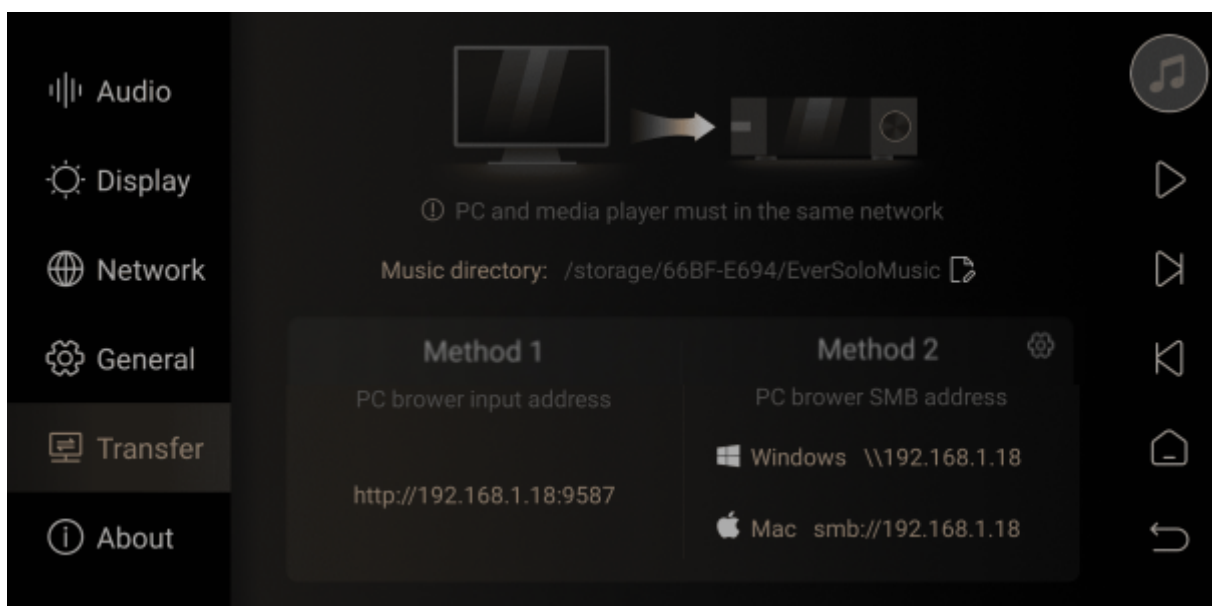 Audio
Display
Network
General
Transfer
About
PC and media player must in the same network
Music directory: /storage/66BF-E694/EverSoloMusic
Method 1
PC brower input address
http://192.168.1.18:9587
Method 2
PC brower SMB address
Windows \\192.168.1.18
Mac smb://192.168.1.18